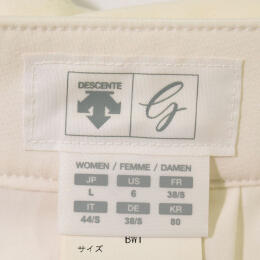 DESCENTE
WOMEN / FEMME / DAMEN
JP US FR
L 6 38/S
IT DE KR
44/S 38/S 80
BWT
サイズ